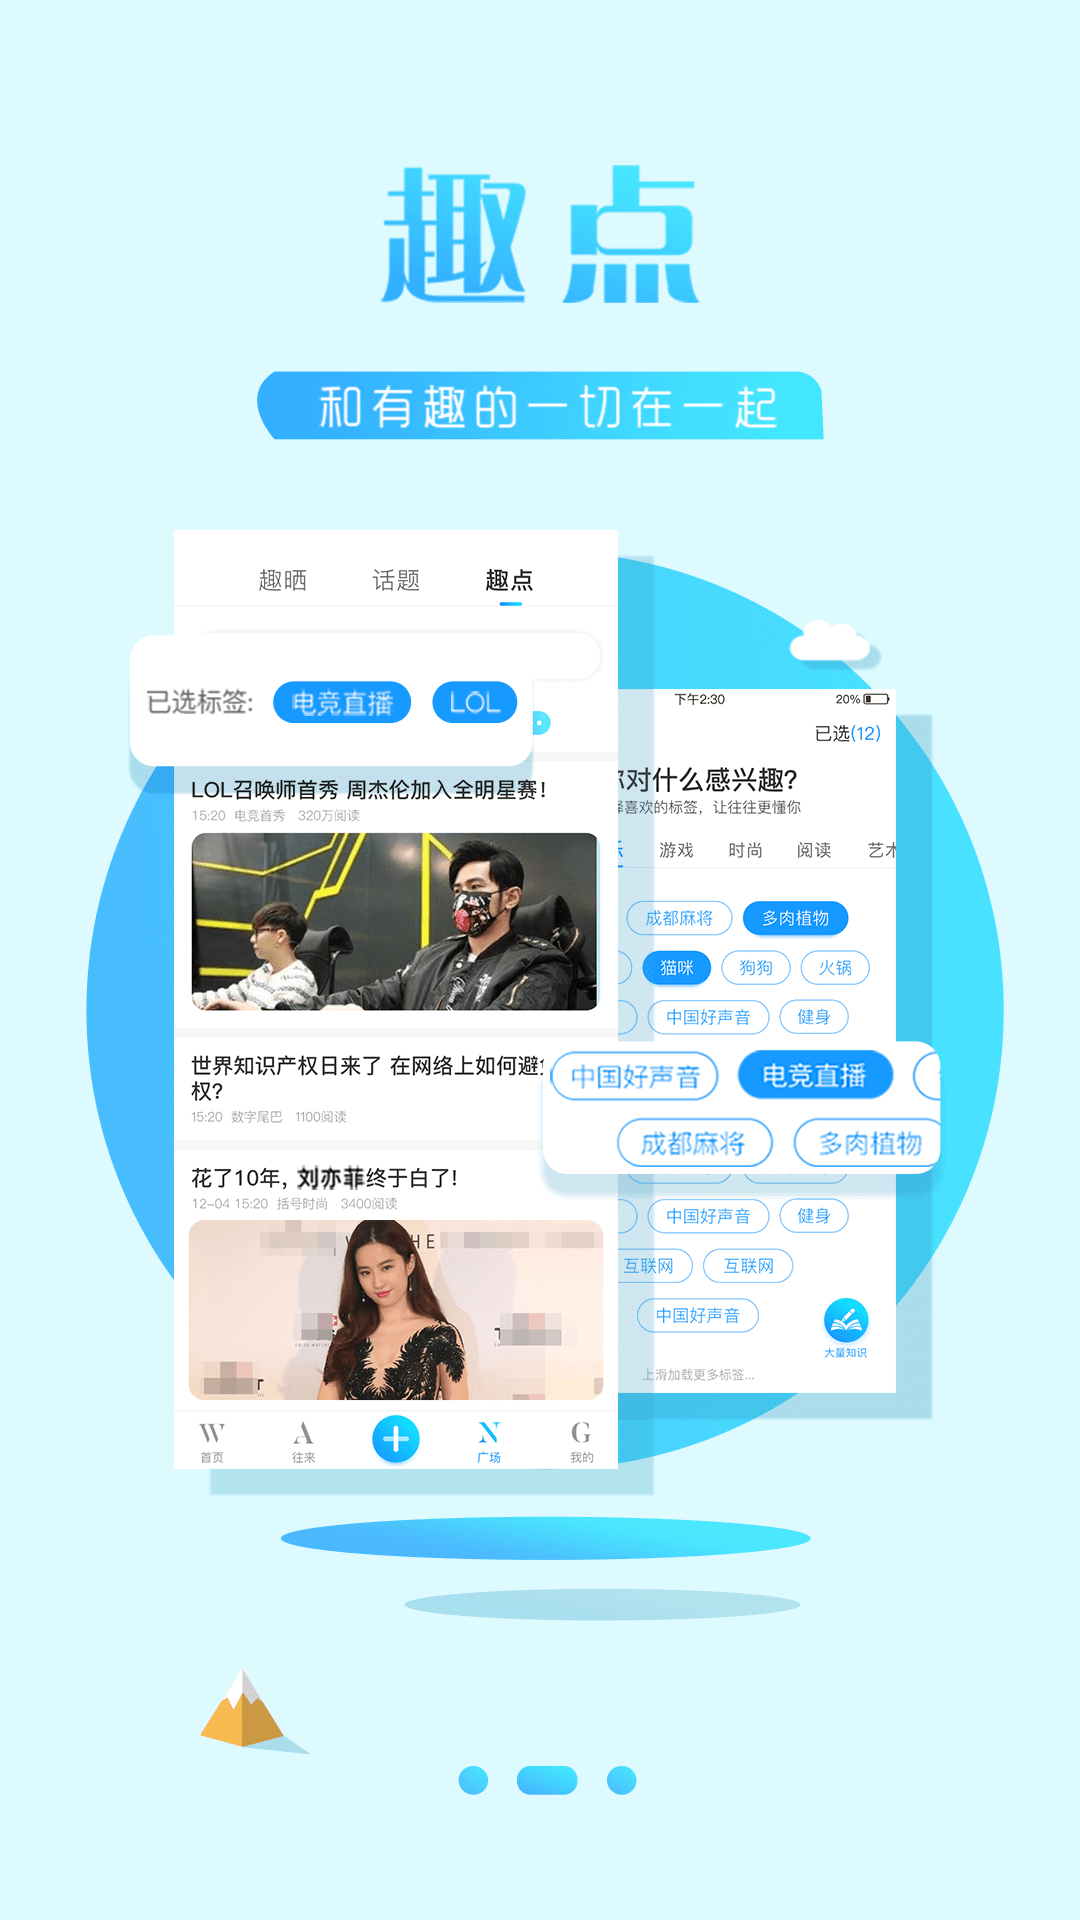 趣点
和有趣的一切在一起
趣晒 话题 趣点
已选标签: 电竞直播 LOL
LOL召唤师首秀 周杰伦加入全明星赛!
15:20 电竞首秀 320万阅读
世界知识产权日来了 在网络上如何避
权?
15:20 数字尾巴 1100阅读
花了10年, 刘亦菲终于白了!
12-04 15:20 括号时尚 3400阅读
W 首页
A 往来
N 广场
G 我的
下午2:30 20%
已选(12)
对什么感兴趣?
喜欢的标签，让往往更懂你
乐 游戏 时尚 阅读 艺术
成都麻将 多肉植物
猫咪 狗狗 火锅
中国好声音 健身
中国好声音 电竞直播
成都麻将 多肉植物
中国好声音 健身
互联网 互联网
中国好声音
大量知识
上滑加载更多标签...